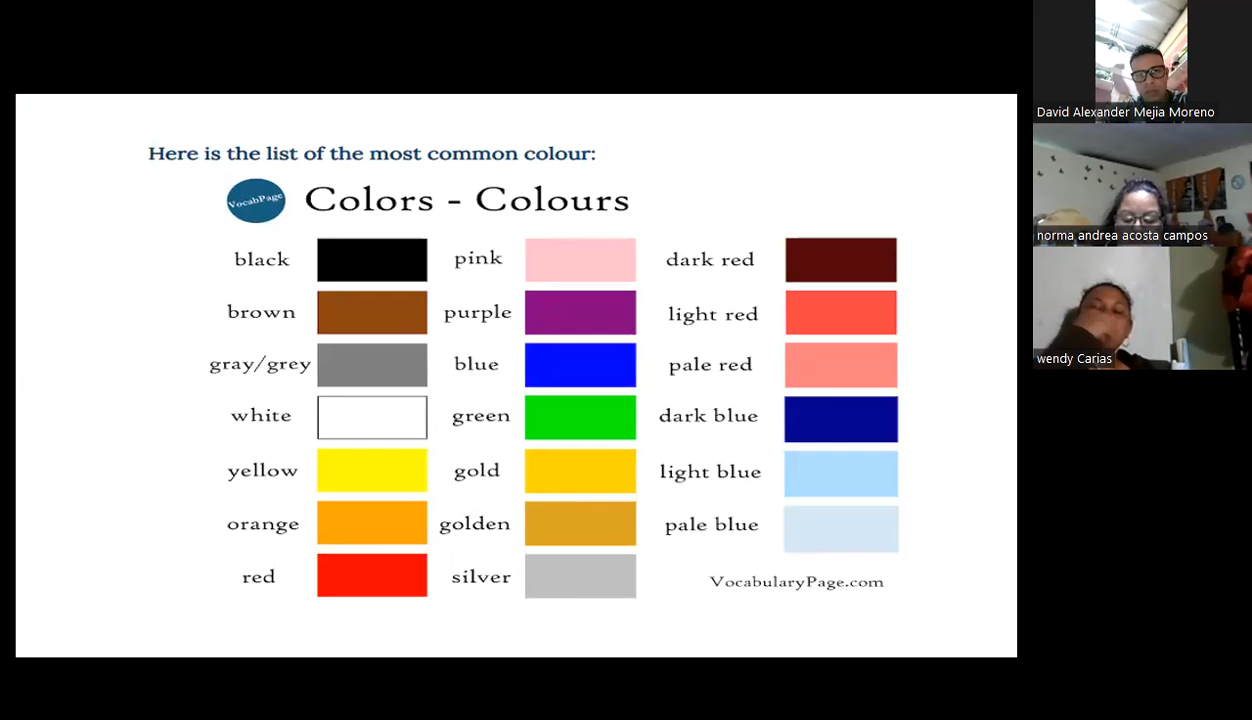 Here is the list of the most common colour:
VocabPage
Colors - Colours
black
pink
dark red
brown
purple
light red
gray/grey
blue
pale red
white
green
dark blue
yellow
gold
light blue
orange
golden
pale blue
red
silver
VocabularyPage.com
David Alexander Mejia Moreno
norma andrea acosta campos
wendy Carias